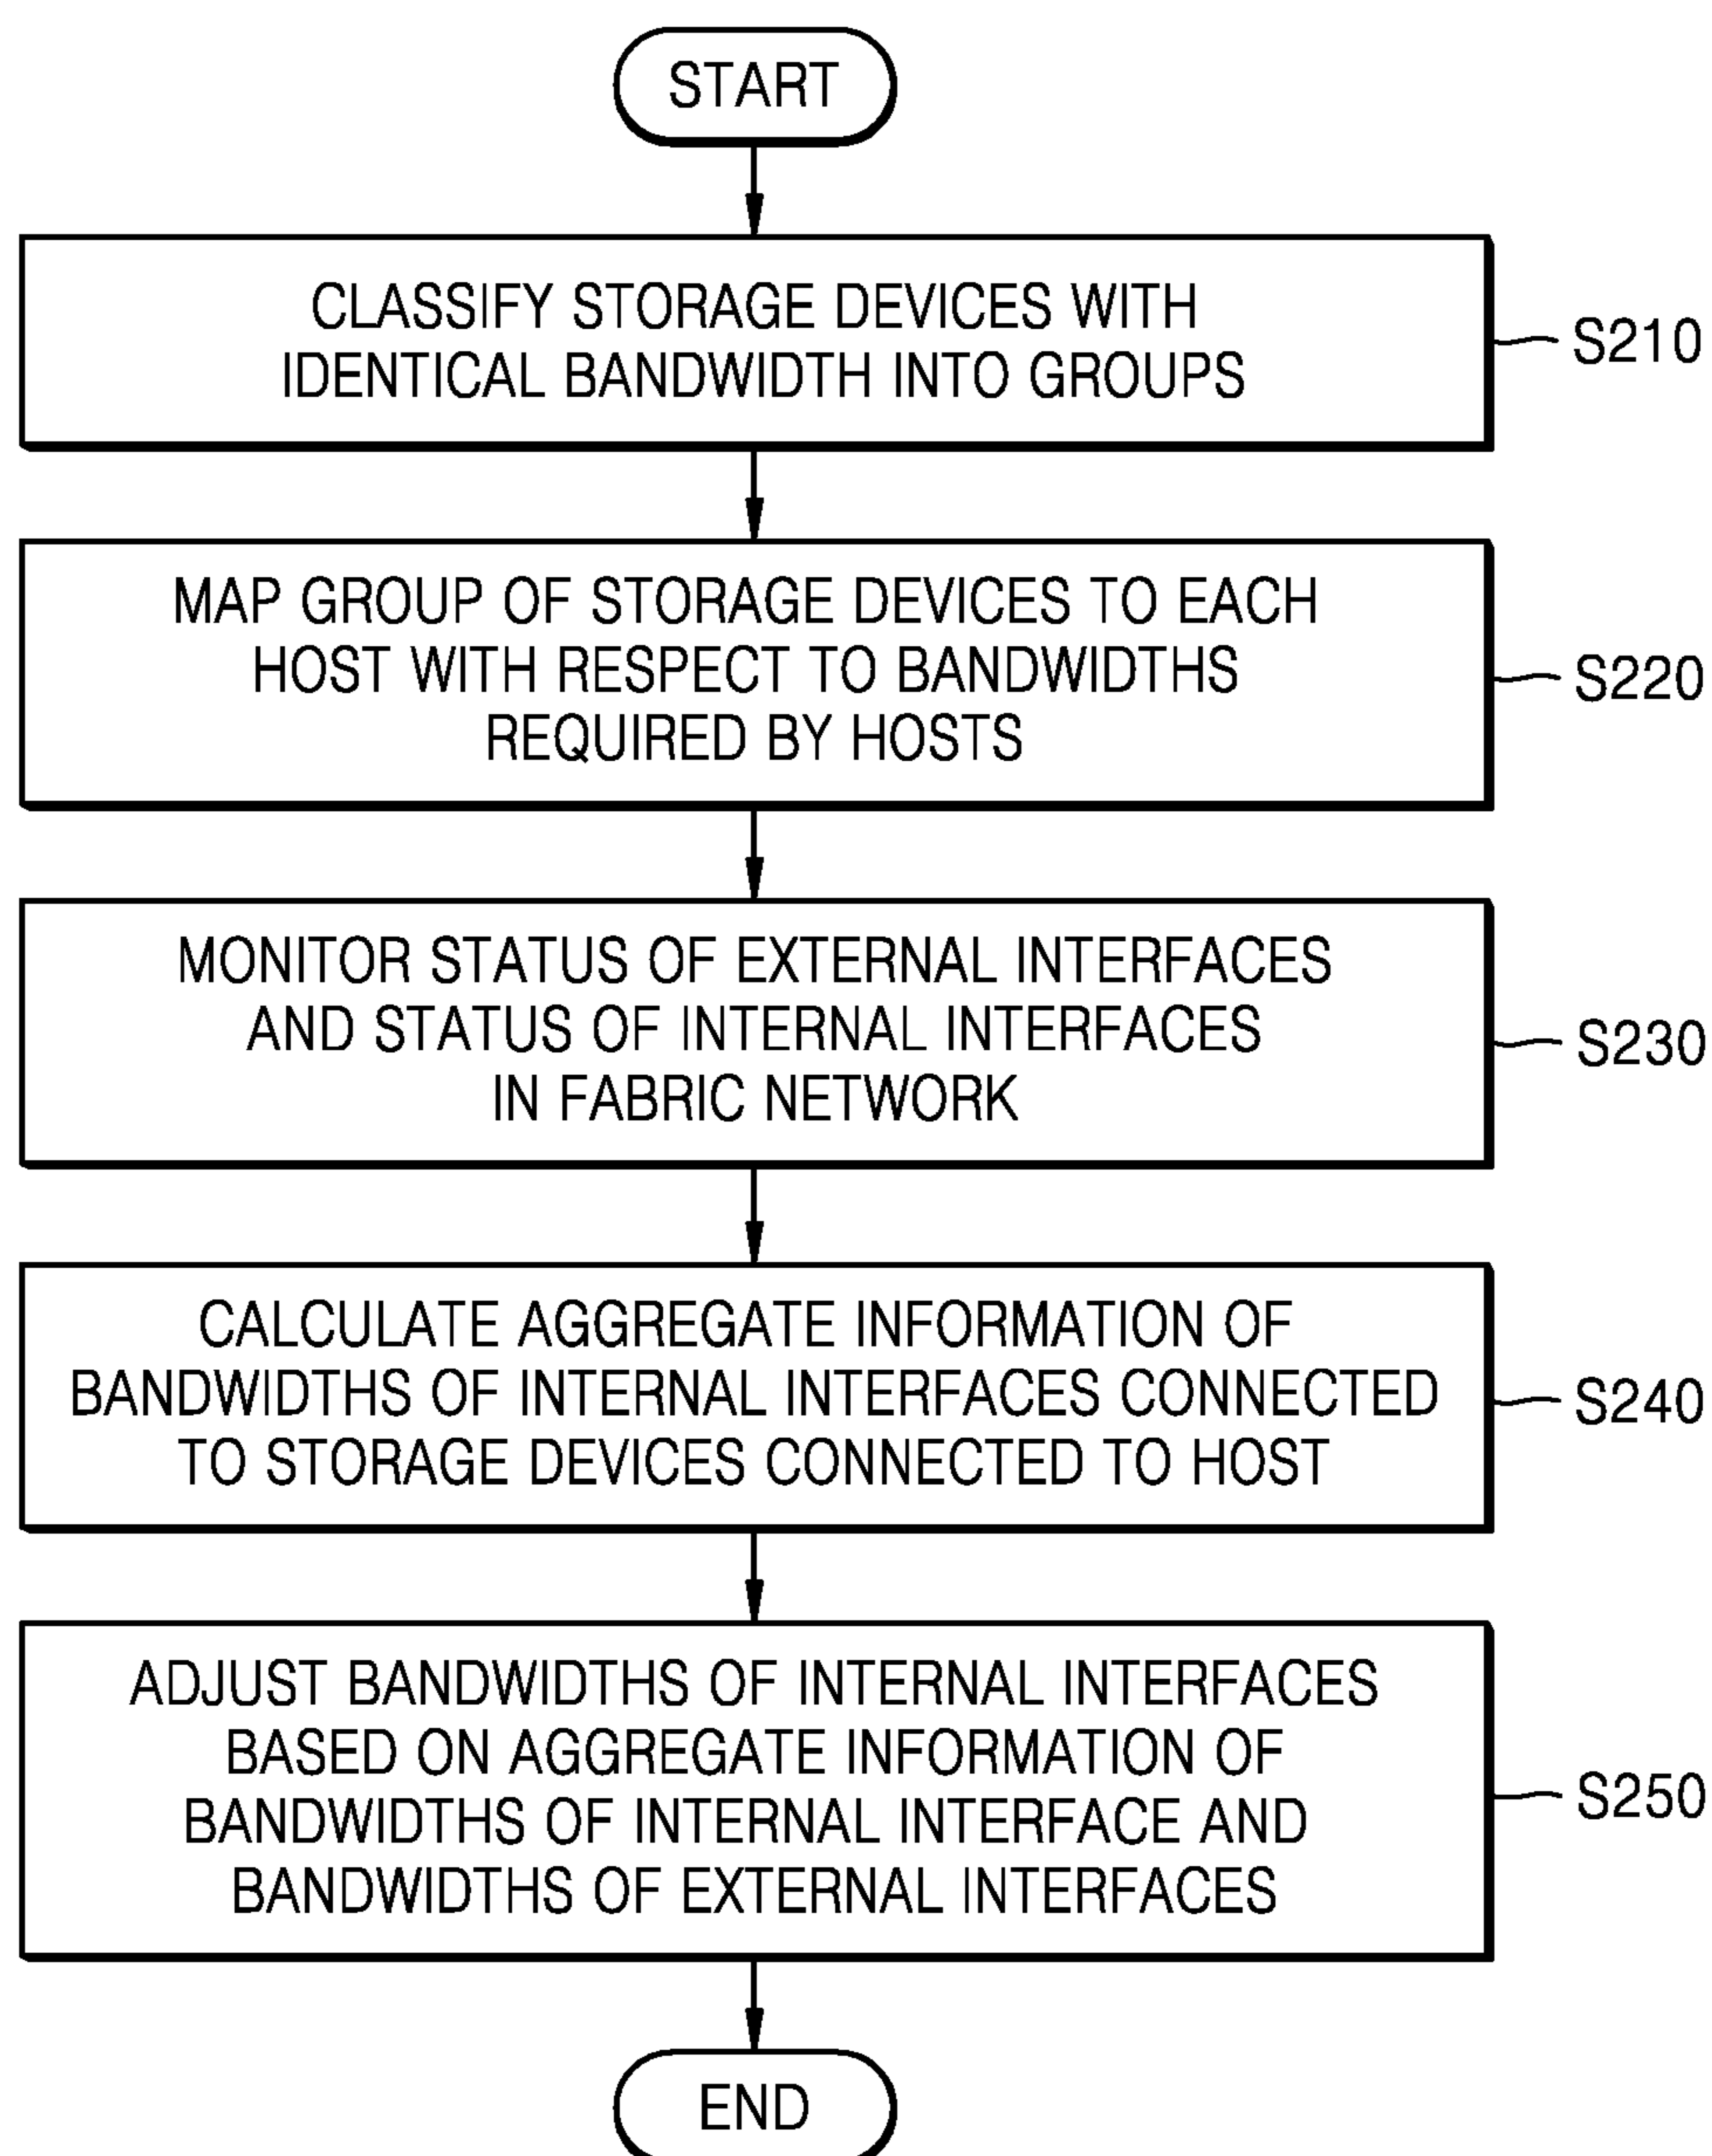 START
CLASSIFY STORAGE DEVICES WITH
IDENTICAL BANDWIDTH INTO GROUPS
S210
MAP GROUP OF STORAGE DEVICES TO EACH
HOST WITH RESPECT TO BANDWIDTHS
REQUIRED BY HOSTS
S220
MONITOR STATUS OF EXTERNAL INTERFACES
AND STATUS OF INTERNAL INTERFACES
IN FABRIC NETWORK
S230
CALCULATE AGGREGATE INFORMATION OF
BANDWIDTHS OF INTERNAL INTERFACES CONNECTED
TO STORAGE DEVICES CONNECTED TO HOST
S240
ADJUST BANDWIDTHS OF INTERNAL INTERFACES
BASED ON AGGREGATE INFORMATION OF
BANDWIDTHS OF INTERNAL INTERFACE AND
BANDWIDTHS OF EXTERNAL INTERFACES
S250
END